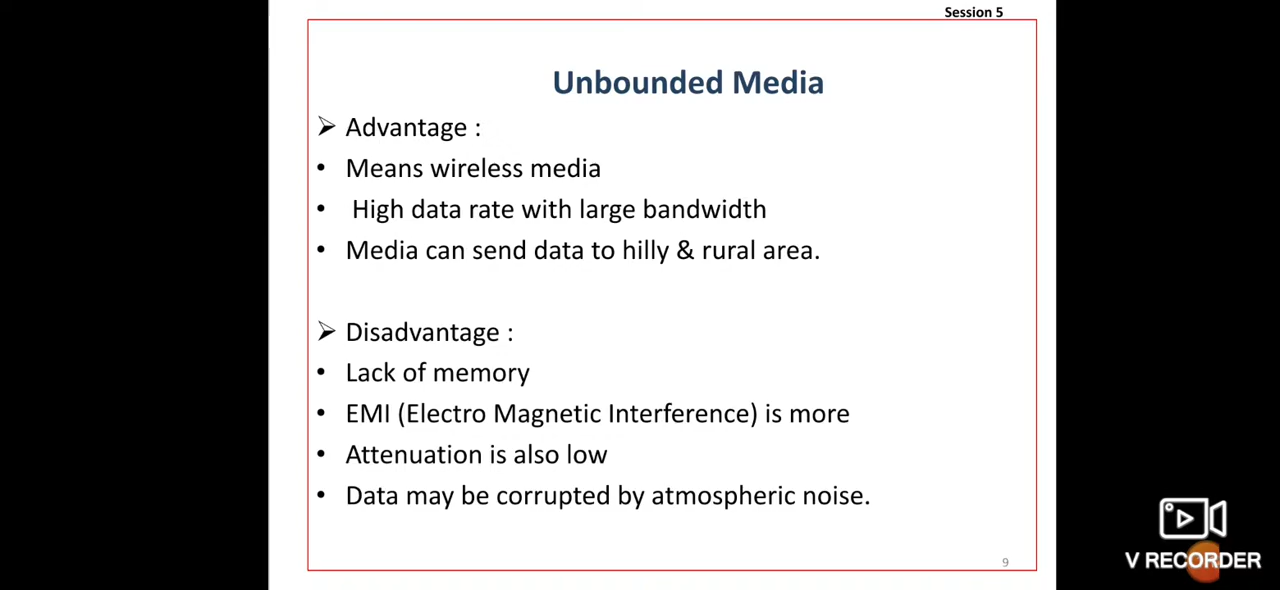 Session 5
Unbounded Media
➢ Advantage :
• Means wireless media
• High data rate with large bandwidth
• Media can send data to hilly & rural area.
➢ Disadvantage :
• Lack of memory
• EMI (Electro Magnetic Interference) is more
• Attenuation is also low
• Data may be corrupted by atmospheric noise.
9
V RECORDER